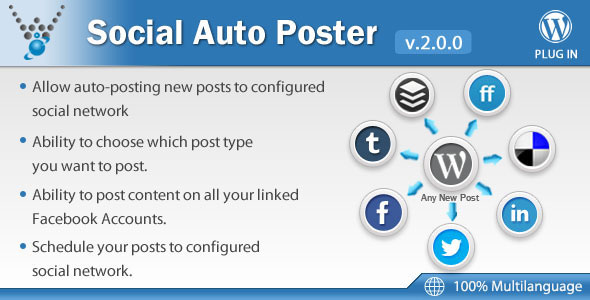 Social Auto Poster
v.2.0.0
PLUG IN
Allow auto-posting new posts to configured
social network
Ability to choose which post type
you want to post.
Ability to post content on all your linked
Facebook Accounts.
Schedule your posts to configured
social network.
ff
t
W
Any New Post
f
in
100% Multilanguage